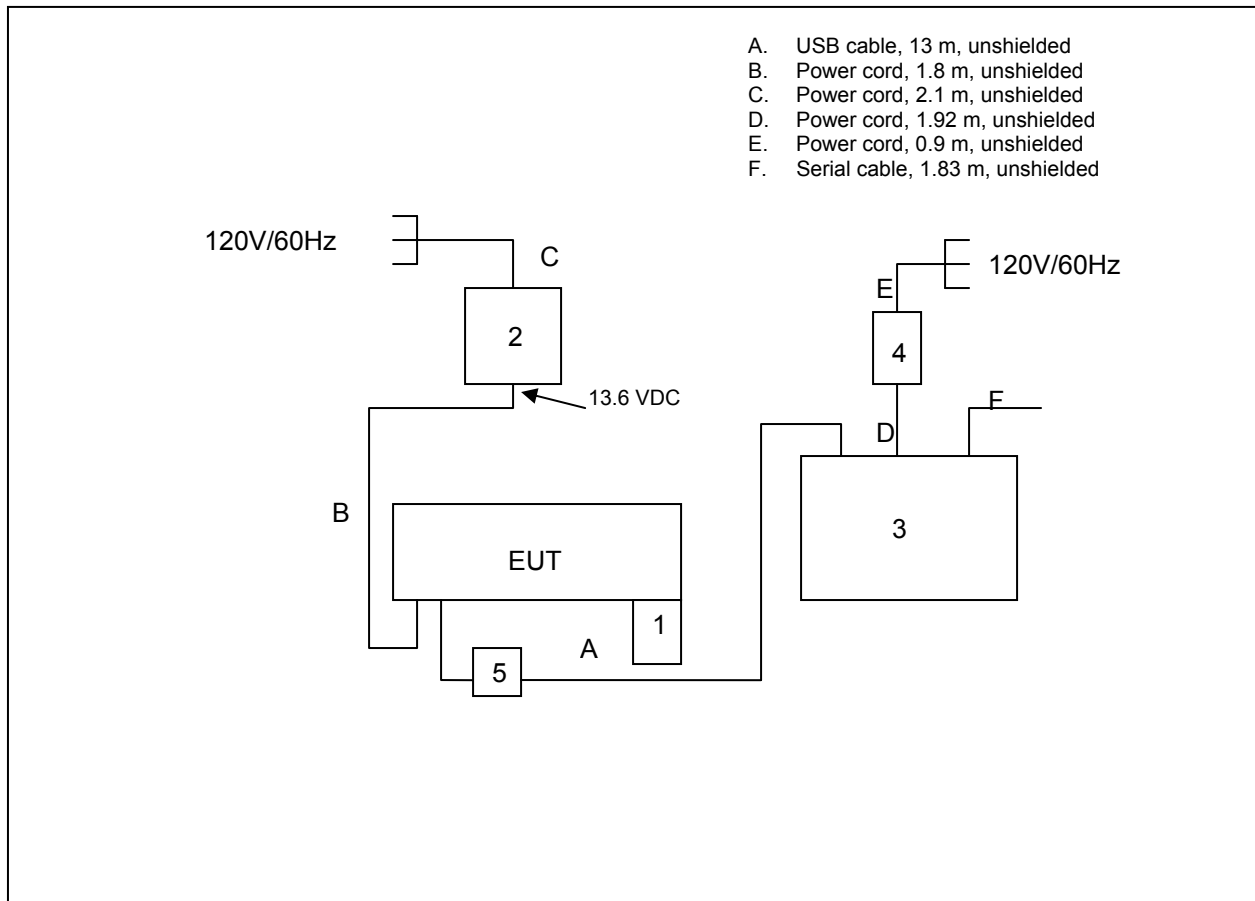 A. USB cable, 13 m, unshielded
B. Power cord, 1.8 m, unshielded
C. Power cord, 2.1 m, unshielded
D. Power cord, 1.92 m, unshielded
E. Power cord, 0.9 m, unshielded
F. Serial cable, 1.83 m, unshielded
120V/60Hz
C
120V/60Hz
E
2
4
13.6 VDC
F
D
B
3
EUT
1
A
5